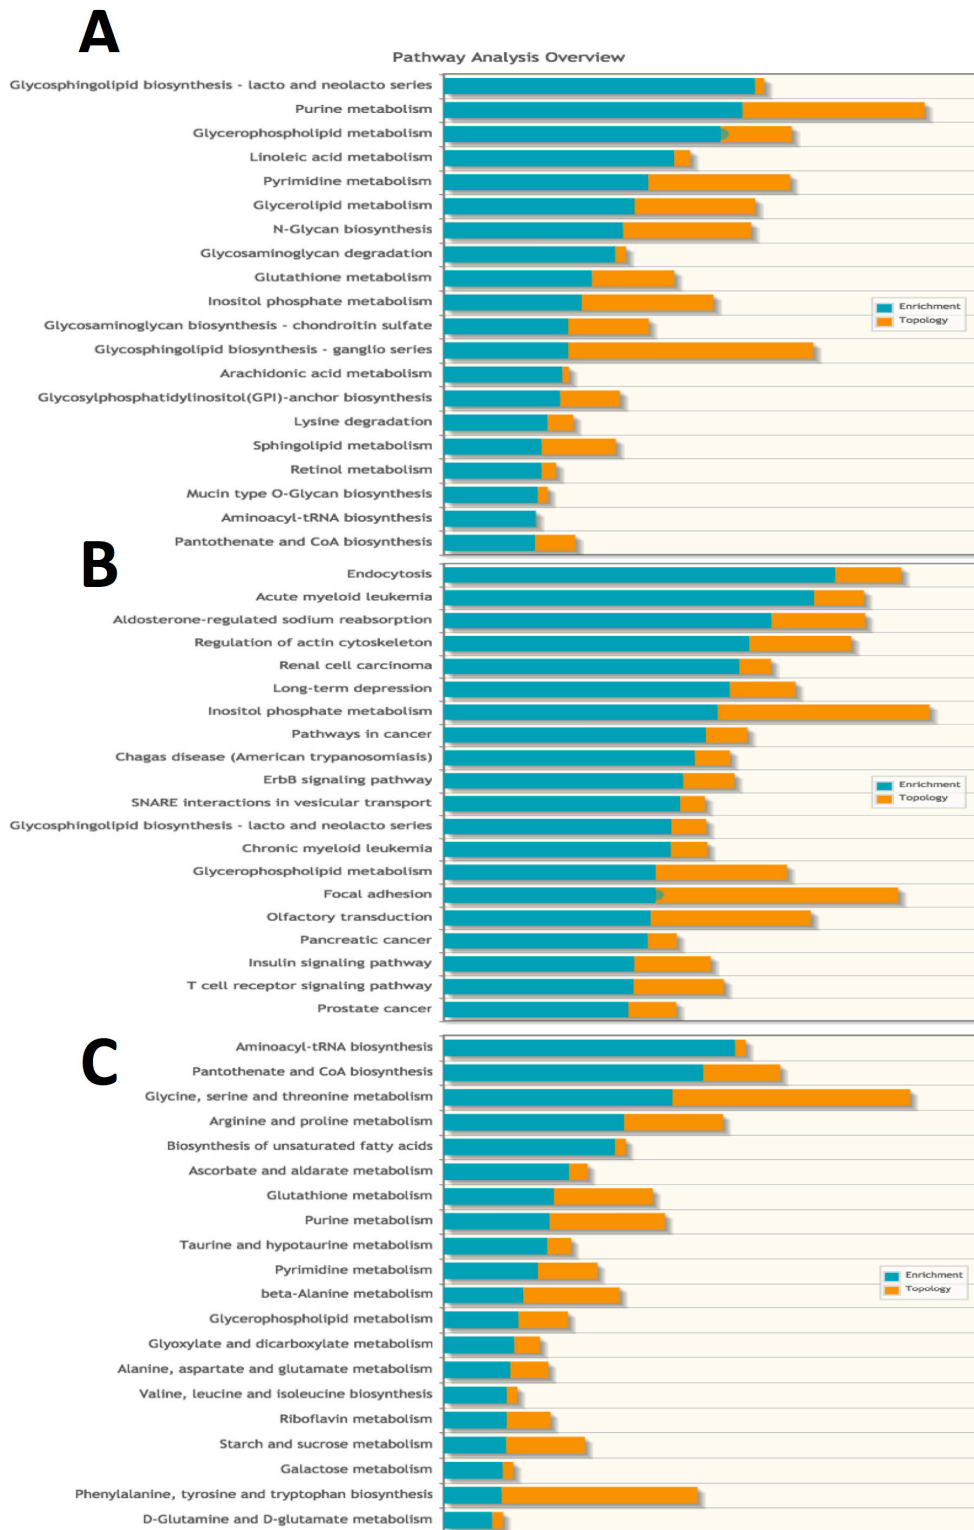 A
Pathway Analysis Overview
Glycosphingolipid biosynthesis - lacto and neolacto series
Purine metabolism
Glycerophospholipid metabolism
Linoleic acid metabolism
Pyrimidine metabolism
Glycerolipid metabolism
N-Glycan biosynthesis
Glycosaminoglycan degradation
Glutathione metabolism
Inositol phosphate metabolism
Enrichment
Topology
Glycosaminoglycan biosynthesis - chondroitin sulfate
Glycosphingolipid biosynthesis - ganglio series
Arachidonic acid metabolism
Glycosylphosphatidylinositol(GPI)-anchor biosynthesis
Lysine degradation
Sphingolipid metabolism
Retinol metabolism
Mucin type O-Glycan biosynthesis
Aminoacyl-tRNA biosynthesis
Pantothenate and CoA biosynthesis
B
Endocytosis
Acute myeloid leukemia
Aldosterone-regulated sodium reabsorption
Regulation of actin cytoskeleton
Renal cell carcinoma
Long-term depression
Inositol phosphate metabolism
Pathways in cancer
Chagas disease (American trypanosomiasis)
ErbB signaling pathway
Enrichment
Topology
SNARE interactions in vesicular transport
Glycosphingolipid biosynthesis - lacto and neolacto series
Chronic myeloid leukemia
Glycerophospholipid metabolism
Focal adhesion
Olfactory transduction
Pancreatic cancer
Insulin signaling pathway
T cell receptor signaling pathway
Prostate cancer
C
Aminoacyl-tRNA biosynthesis
Pantothenate and CoA biosynthesis
Glycine, serine and threonine metabolism
Arginine and proline metabolism
Biosynthesis of unsaturated fatty acids
Ascorbate and aldarate metabolism
Glutathione metabolism
Purine metabolism
Taurine and hypotaurine metabolism
Pyrimidine metabolism
Enrichment
Topology
beta-Alanine metabolism
Glycerophospholipid metabolism
Glyoxylate and dicarboxylate metabolism
Alanine, aspartate and glutamate metabolism
Valine, leucine and isoleucine biosynthesis
Riboflavin metabolism
Starch and sucrose metabolism
Galactose metabolism
Phenylalanine, tyrosine and tryptophan biosynthesis
D-Glutamine and D-glutamate metabolism